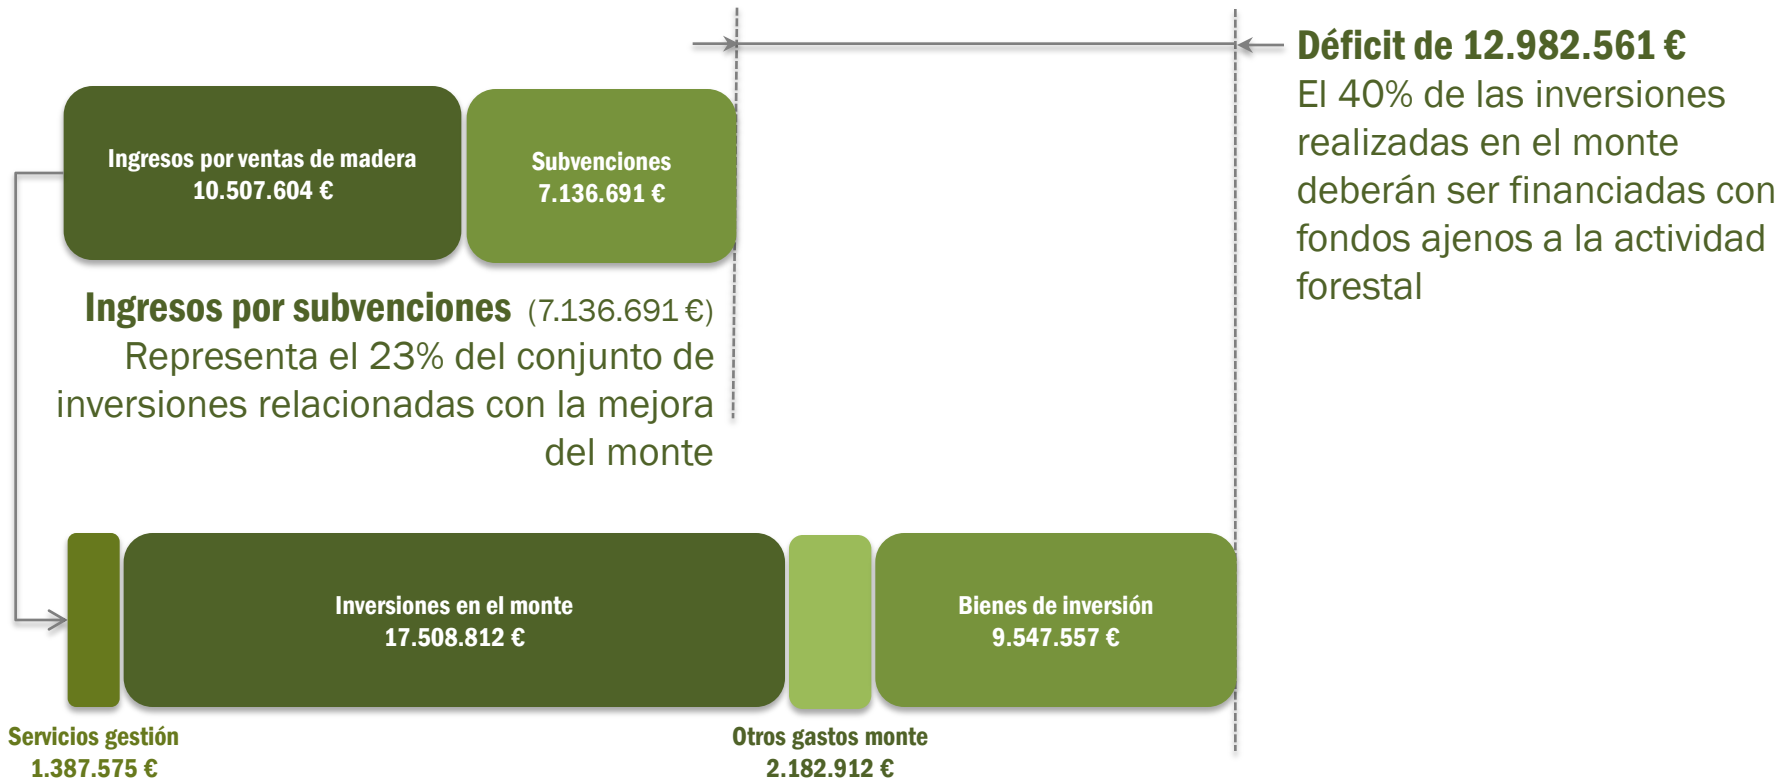 Déficit de 12.982.561 €
El 40% de las inversiones
realizadas en el monte
deberán ser financiadas con
fondos ajenos a la actividad
forestal
Ingresos por ventas de madera
10.507.604 €
Subvenciones
7.136.691 €
Ingresos por subvenciones (7.136.691 €)
Representa el 23% del conjunto de
inversiones relacionadas con la mejora
del monte
Inversiones en el monte
17.508.812 €
Bienes de inversión
9.547.557 €
Servicios gestión
1.387.575 €
Otros gastos monte
2.182.912 €